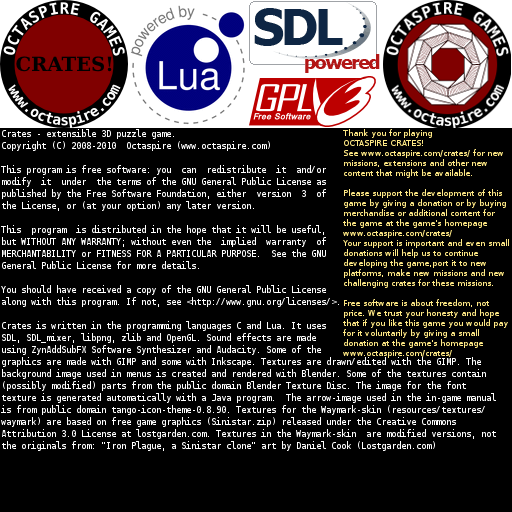 OCTASPIRE GAMES
CRATES!
www.octaspire.com
powered by
Lua
SDL
powered
GPLv3
Free Software
OCTASPIRE GAMES
www.octaspire.com
Crates - extensible 3D puzzle game.
Copyright (C) 2008-2010  Octaspire (www.octaspire.com)
This program is free software: you  can  redistribute  it  and/or
modify  it  under  the terms of the GNU General Public License as
published by the Free Software Foundation, either  version  3  of
the License, or (at your option) any later version.
This  program  is distributed in the hope that it will be useful,
but WITHOUT ANY WARRANTY; without even the  implied  warranty  of
MERCHANTABILITY or FITNESS FOR A PARTICULAR PURPOSE.  See the GNU
General Public License for more details.
You should have received a copy of the GNU General Public License
along with this program. If not, see <http://www.gnu.org/licenses/>.
Thank you for playing
OCTASPIRE CRATES!
See www.octaspire.com/crates/ for new
missions, extensions and other new
content that might be available.
Please support the development of this
game by giving a donation or by buying
merchandise or additional content for
the game at the game's homepage
www.octaspire.com/crates/
Your support is important and even small
donations will help us to continue
developing the game,port it to new
platforms, make new missions and new
challenging crates for these missions.
Free software is about freedom, not
price. We trust your honesty and hope
that if you like this game you would pay
for it voluntarily by giving a small
donation at the game's homepage
www.octaspire.com/crates/
Crates is written in the programming languages C and Lua. It uses
SDL, SDL_mixer, libpng, zlib and OpenGL. Sound effects are made
using ZynAddSubFX Software Synthesizer and Audacity. Some of the
graphics are made with GIMP and some with Inkscape. Textures are drawn/edited with the GIMP. The
background image used in menus is created and rendered with Blender. Some of the textures contain
(possibly modified) parts from the public domain Blender Texture Disc. The image for the font
texture is generated automatically with a Java program.  The arrow-image used in the in-game manual
is from public domain tango-icon-theme-0.8.90. Textures for the Waymark-skin (resources/textures/
waymark) are based on free game graphics (Sinistar.zip) released under the Creative Commons
Attribution 3.0 License at lostgarden.com. Textures in the Waymark-skin  are modified versions, not
the originals from: "Iron Plague, a Sinistar clone" art by Daniel Cook (Lostgarden.com)